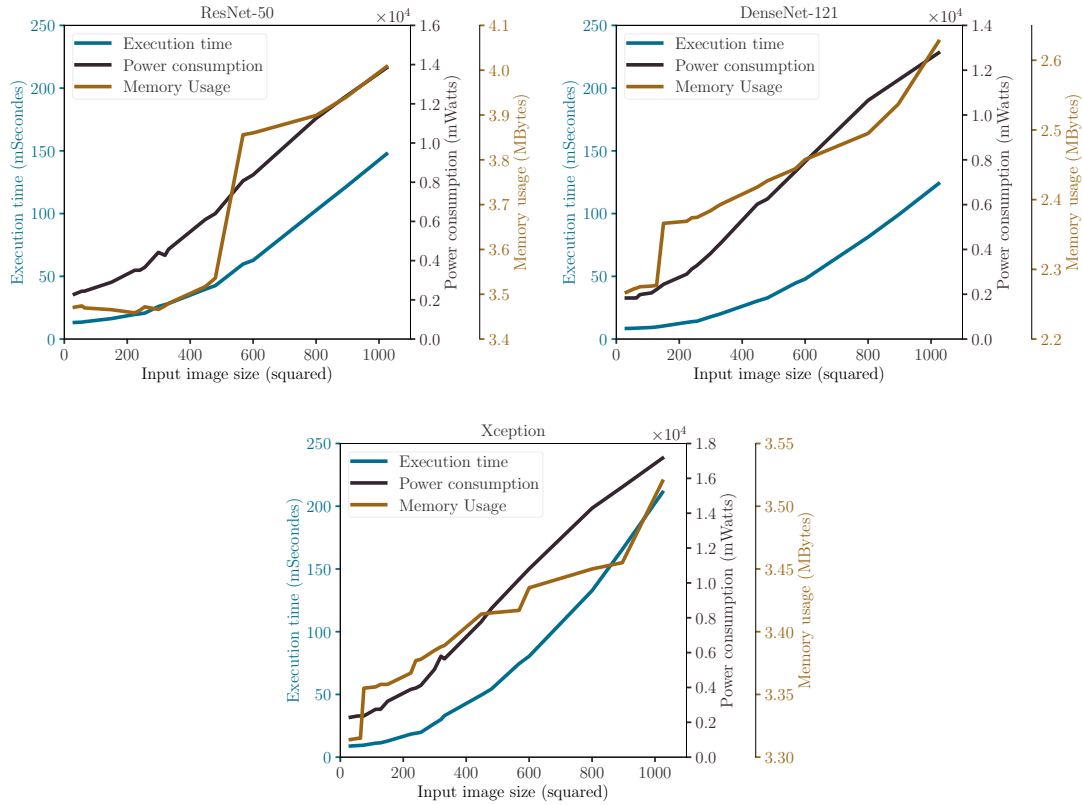 ResNet-50
×10⁴
250
200
150
100
50
0
Execution time (mSecondes)
Execution time
Power consumption
Memory Usage
0 200 400 600 800 1000
Input image size (squared)
1.6
1.4
1.2
1.0
0.8
0.6
0.4
0.2
0.0
Power consumption (mWatts)
4.1
4.0
3.9
3.8
3.7
3.6
3.5
3.4
Memory usage (MBytes)
DenseNet-121
×10⁴
250
200
150
100
50
0
Execution time (mSecondes)
Execution time
Power consumption
Memory Usage
0 200 400 600 800 1000
Input image size (squared)
1.4
1.2
1.0
0.8
0.6
0.4
0.2
0.0
Power consumption (mWatts)
2.6
2.5
2.4
2.3
2.2
Memory usage (MBytes)
Xception
×10⁴
250
200
150
100
50
0
Execution time (mSecondes)
Execution time
Power consumption
Memory Usage
0 200 400 600 800 1000
Input image size (squared)
1.8
1.6
1.4
1.2
1.0
0.8
0.6
0.4
0.2
0.0
Power consumption (mWatts)
3.55
3.50
3.45
3.40
3.35
3.30
Memory usage (MBytes)